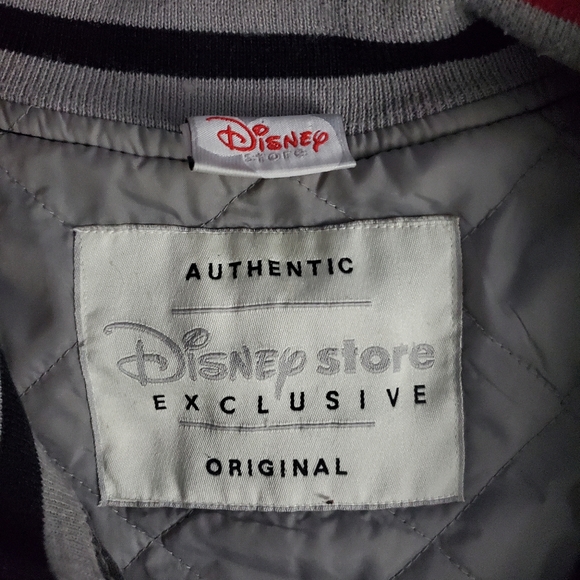 Disney
STORE
AUTHENTIC
Disney store
EXCLUSIVE
ORIGINAL